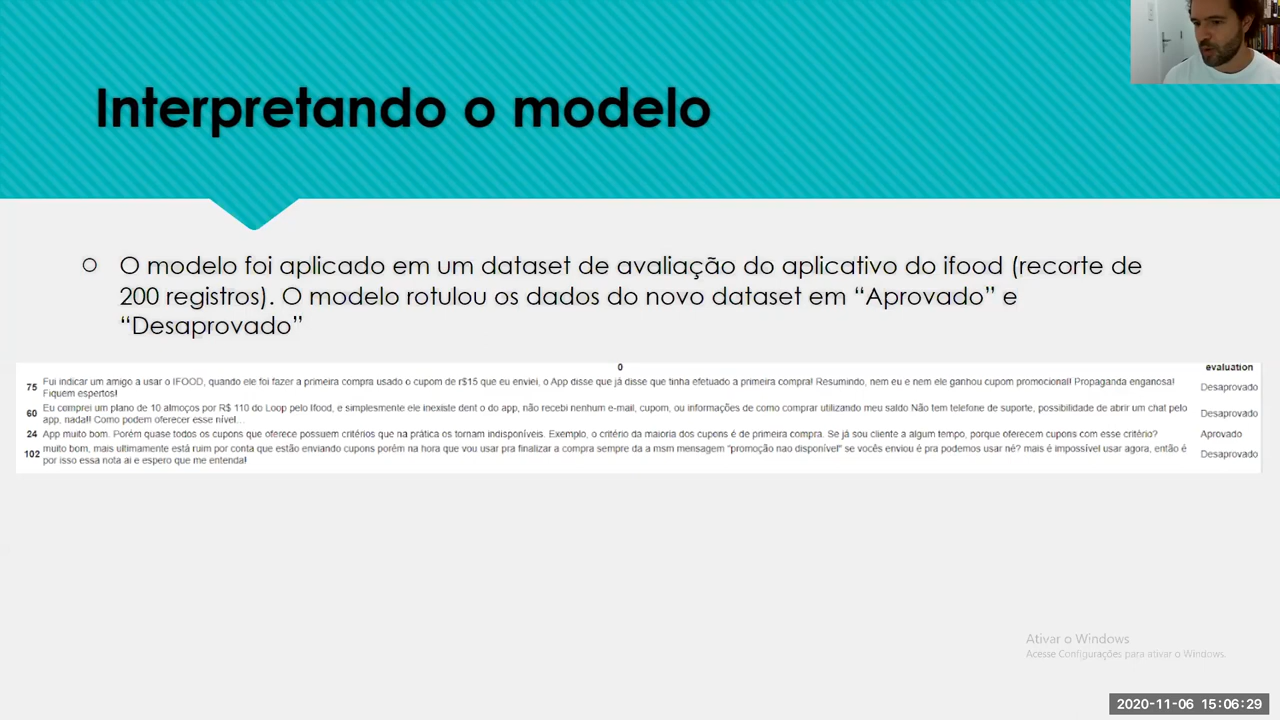 Interpretando o modelo
O modelo foi aplicado em um dataset de avaliação do aplicativo do ifood (recorte de
200 registros). O modelo rotulou os dados do novo dataset em “Aprovado” e
“Desaprovado”
0 evaluation
75 Fui indicar um amigo a usar o IFOOD, quando ele foi fazer a primeira compra usado o cupom de r$15 que eu enviei, o App disse que já disse que tinha efetuado a primeira compra! Resumindo, nem eu e nem ele ganhou cupom promocional! Propaganda enganosa! Desaprovado
Fiquem espertos!
60 Eu comprei um plano de 10 almoços por R$ 110 do Loop pelo Ifood, e simplesmente ele inexiste dent o do app, não recebi nenhum e-mail, cupom, ou informações de como comprar utilizando meu saldo Não tem telefone de suporte, possibilidade de abrir um chat pelo Desaprovado
app, nada!! Como podem oferecer esse nível...
24 App muito bom. Porém quase todos os cupons que oferece possuem critérios que na prática os tornam indisponíveis. Exemplo, o critério da maioria dos cupons é de primeira compra. Se já sou cliente a algum tempo, porque oferecem cupons com esse critério? Aprovado
102 muito bom, mais ultimamente está ruim por conta que estão enviando cupons porém na hora que vou usar pra finalizar a compra sempre da a msm mensagem "promoção nao disponível" se vocês enviou é pra podemos usar né? mais é impossível usar agora, então é Desaprovado
por isso essa nota ai e espero que me entenda!
Ativar o Windows
Acesse Configurações para ativar o Windows.
2020-11-06 15:06:29